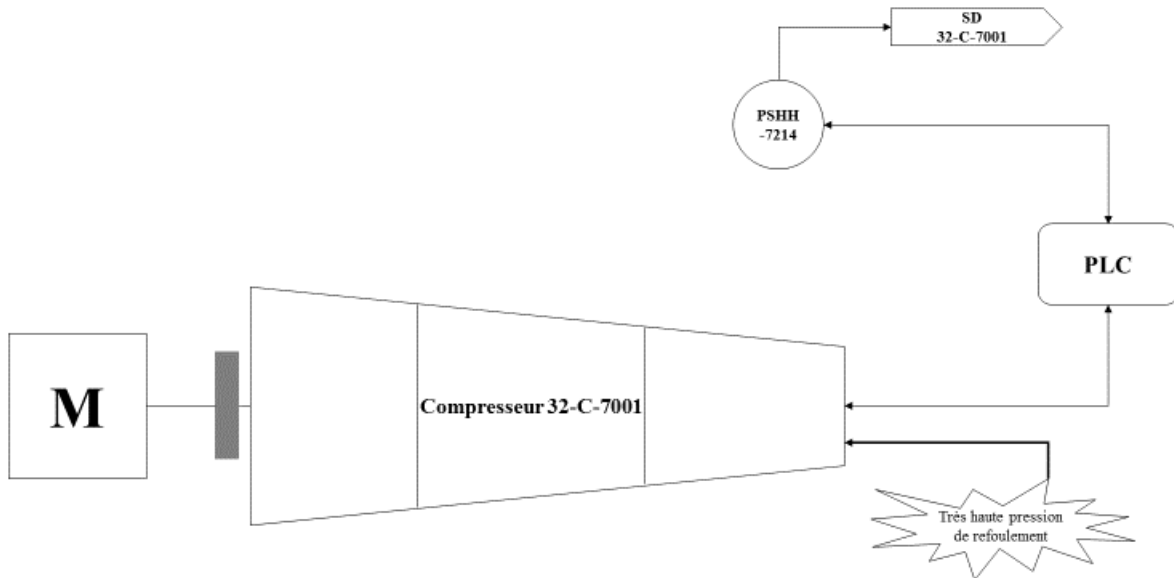 SD
32-C-7001
PSHH
-7214
PLC
M
Compresseur 32-C-7001
Très haute pression
de refoulement